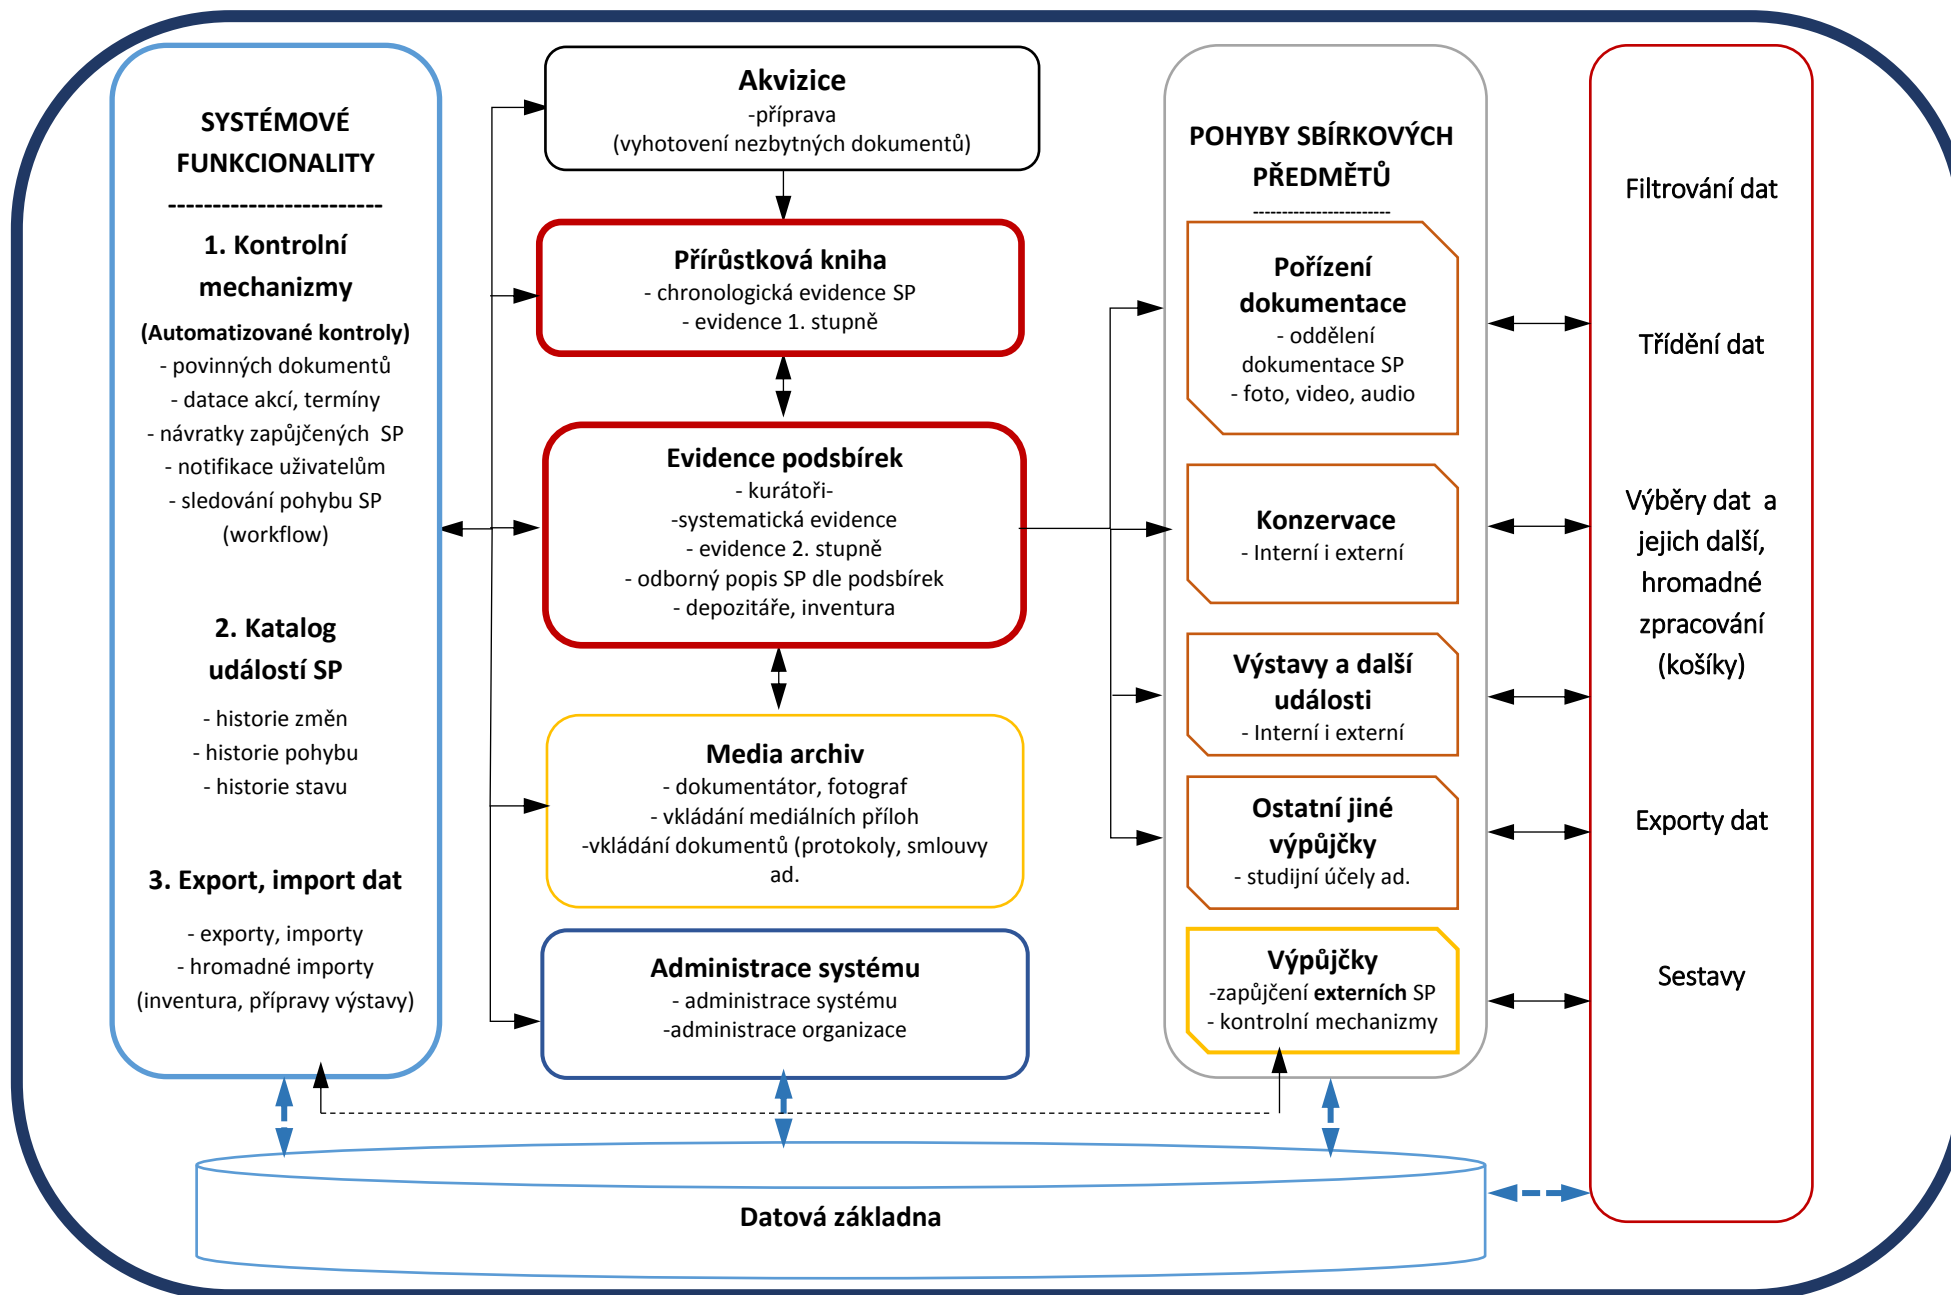 SYSTÉMOVÉ
FUNKCIONALITY
------------------------
1. Kontrolní
mechanizmy
(Automatizované kontroly)
- povinných dokumentů
- datace akcí, termíny
- návratky zapůjčených  SP
- notifikace uživatelům
- sledování pohybu SP
(workflow)
2. Katalog
událostí SP
- historie změn
- historie pohybu
- historie stavu
3. Export, import dat
- exporty, importy
- hromadné importy
(inventura, přípravy výstavy)
Akvizice
-příprava
(vyhotovení nezbytných dokumentů)
Přírůstková kniha
- chronologická evidence SP
- evidence 1. stupně
Evidence podsbírek
- kurátoři-
-systematická evidence
- evidence 2. stupně
- odborný popis SP dle podsbírek
- depozitáře, inventura
Media archiv
- dokumentátor, fotograf
- vkládání mediálních příloh
-vkládání dokumentů (protokoly, smlouvy
ad.
Administrace systému
- administrace systému
-administrace organizace
POHYBY SBÍRKOVÝCH
PŘEDMĚTŮ
------------------------
Pořízení
dokumentace
- oddělení
dokumentace SP
- foto, video, audio
Konzervace
- Interní i externí
Výstavy a další
události
- Interní i externí
Ostatní jiné
výpůjčky
- studijní účely ad.
Výpůjčky
-zapůjčení externích SP
- kontrolní mechanizmy
Filtrování dat
Třídění dat
Výběry dat  a
jejich další,
hromadné
zpracování
(košíky)
Exporty dat
Sestavy
Datová základna